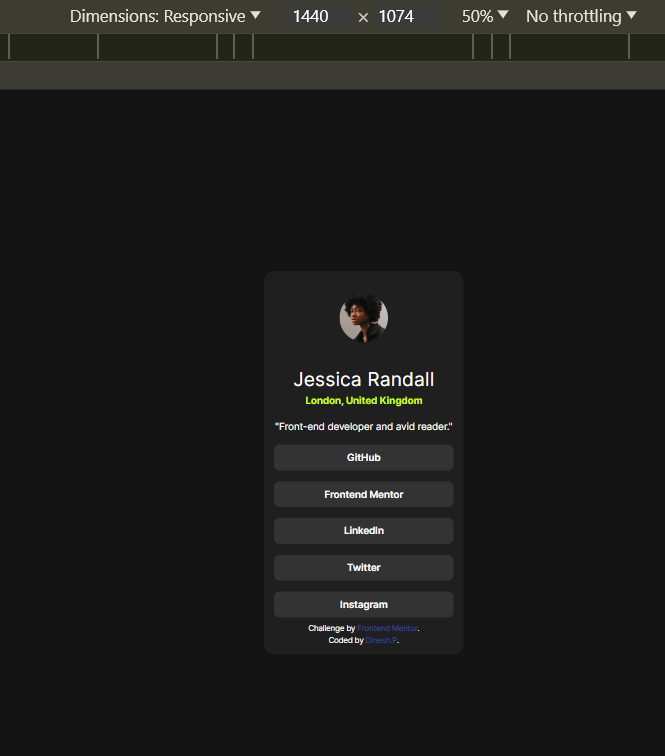 Dimensions: Responsive ▼ 1440 × 1074 50% ▼ No throttling ▼
Jessica Randall
London, United Kingdom
"Front-end developer and avid reader."
GitHub
Frontend Mentor
LinkedIn
Twitter
Instagram
Challenge by Frontend Mentor.
Coded by Dinesh.P.